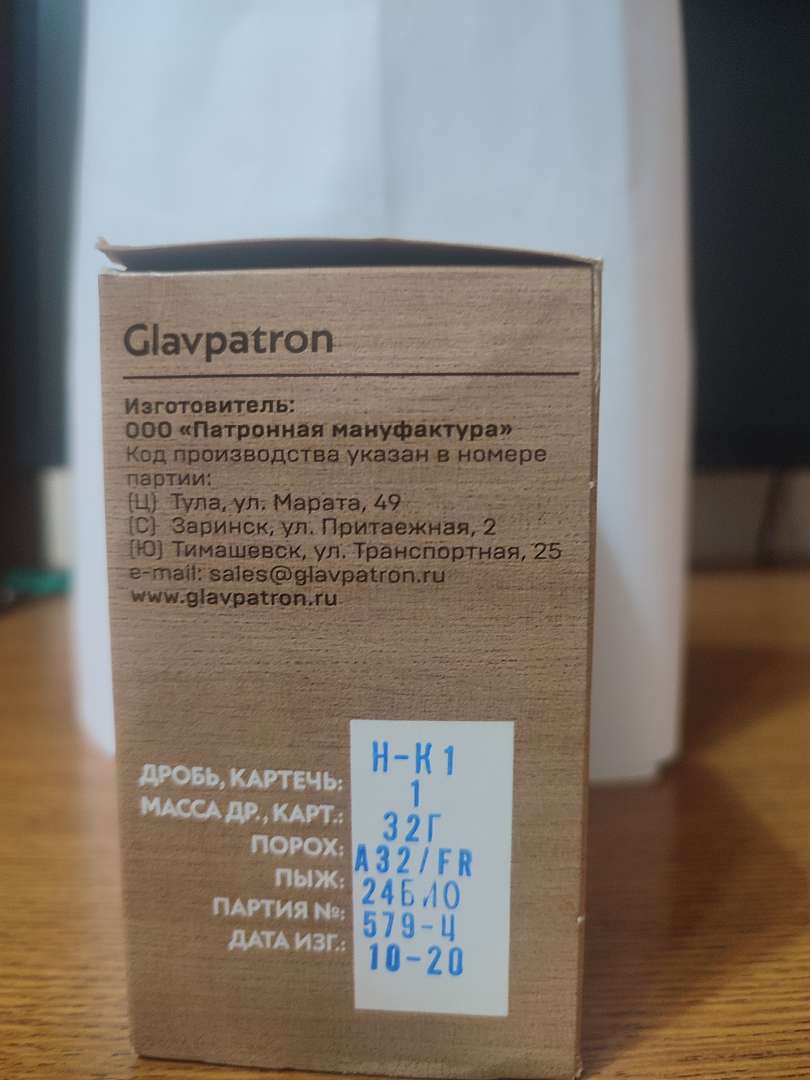 Glavpatron
Изготовитель:
ООО «Патронная мануфактура»
Код производства указан в номере
партии:
(Ц) Тула, ул. Марата, 49
(С) Заринск, ул. Притаежная, 2
(Ю) Тимашевск, ул. Транспортная, 25
e-mail: sales@glavpatron.ru
www.glavpatron.ru
Н-К1
ДРОБЬ, КАРТЕЧЬ: 1
МАССА ДР., КАРТ.: 32Г
ПОРОХ: А32/FR
ПЫЖ: 24БИО
ПАРТИЯ №: 579-Ц
ДАТА ИЗГ.: 10-20